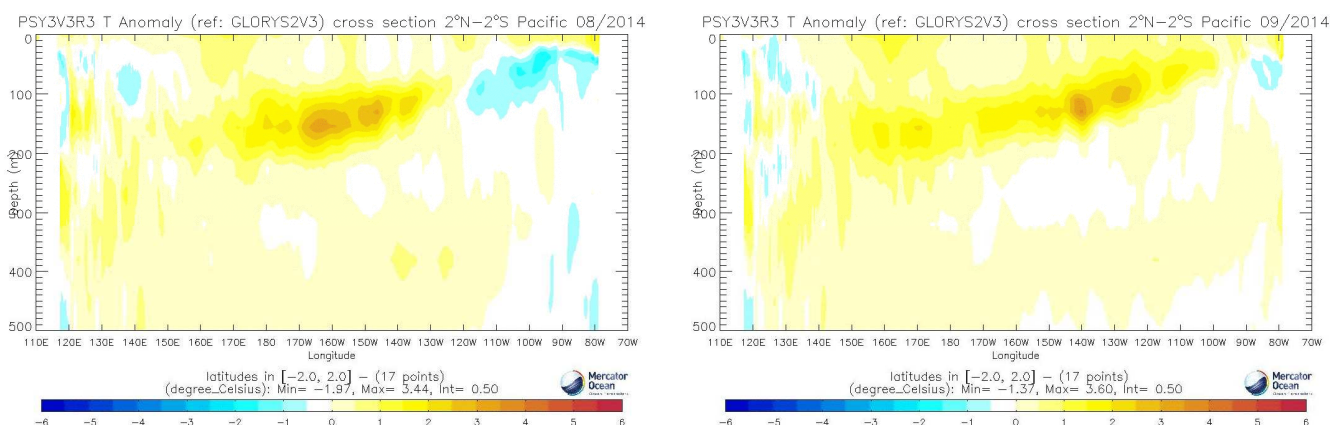 PSY3V3R3 T Anomaly (ref: GLORYS2V3) cross section 2°N-2°S Pacific 08/2014
0
100
200
300
400
500
Depth (m)
110E 120E 130E 140E 150E 160E 170E 180 170W 160W 150W 140W 130W 120W 110W 100W 90W 80W 70W
Longitude
latitudes in [-2.0, 2.0] - (17 points)
(degree_Celsius): Min= -1.97, Max= 3.44, Int= 0.50
Mercator
Ocean
-6 -5 -4 -3 -2 -1 0 1 2 3 4 5 6
PSY3V3R3 T Anomaly (ref: GLORYS2V3) cross section 2°N-2°S Pacific 09/2014
0
100
200
300
400
500
Depth (m)
110E 120E 130E 140E 150E 160E 170E 180 170W 160W 150W 140W 130W 120W 110W 100W 90W 80W 70W
Longitude
latitudes in [-2.0, 2.0] - (17 points)
(degree_Celsius): Min= -1.37, Max= 3.60, Int= 0.50
Mercator
Ocean
-6 -5 -4 -3 -2 -1 0 1 2 3 4 5 6